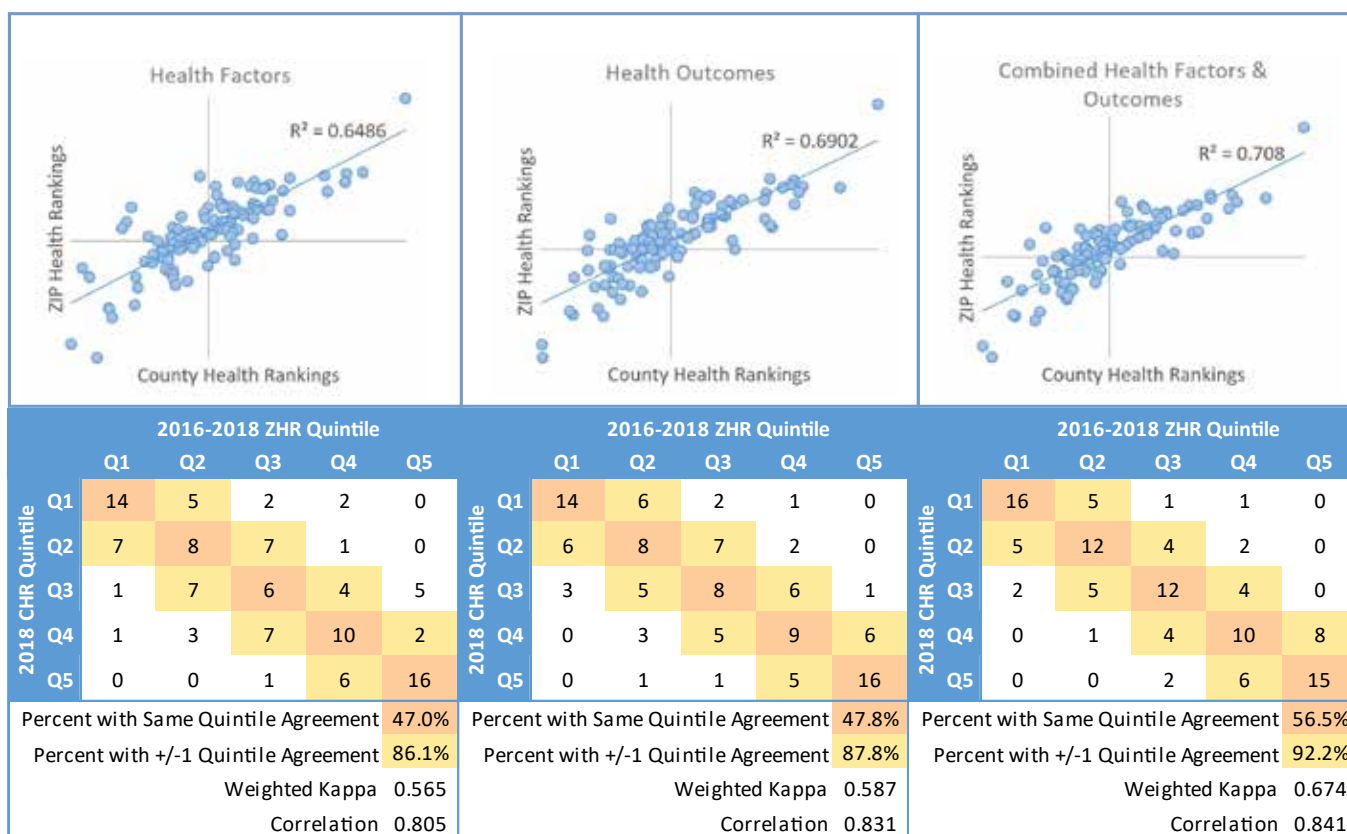 Health Factors
R² = 0.6486
ZIP Health Rankings
County Health Rankings
Health Outcomes
R² = 0.6902
ZIP Health Rankings
County Health Rankings
Combined Health Factors &
Outcomes
R² = 0.708
ZIP Health Rankings
County Health Rankings
2016-2018 ZHR Quintile
Q1 Q2 Q3 Q4 Q5
2018 CHR Quintile
Q1 14 5 2 2 0
Q2 7 8 7 1 0
Q3 1 7 6 4 5
Q4 1 3 7 10 2
Q5 0 0 1 6 16
Percent with Same Quintile Agreement 47.0%
Percent with +/-1 Quintile Agreement 86.1%
Weighted Kappa 0.565
Correlation 0.805
2016-2018 ZHR Quintile
Q1 Q2 Q3 Q4 Q5
Q1 14 6 2 1 0
Q2 6 8 7 2 0
Q3 3 5 8 6 1
Q4 0 3 5 9 6
Q5 0 1 1 5 16
Percent with Same Quintile Agreement 47.8%
Percent with +/-1 Quintile Agreement 87.8%
Weighted Kappa 0.587
Correlation 0.831
2016-2018 ZHR Quintile
Q1 Q2 Q3 Q4 Q5
2018 CHR Quintile
Q1 16 5 1 1 0
Q2 5 12 4 2 0
Q3 2 5 12 4 0
Q4 0 1 4 10 8
Q5 0 0 2 6 15
Percent with Same Quintile Agreement 56.5%
Percent with +/-1 Quintile Agreement 92.2%
Weighted Kappa 0.674
Correlation 0.841